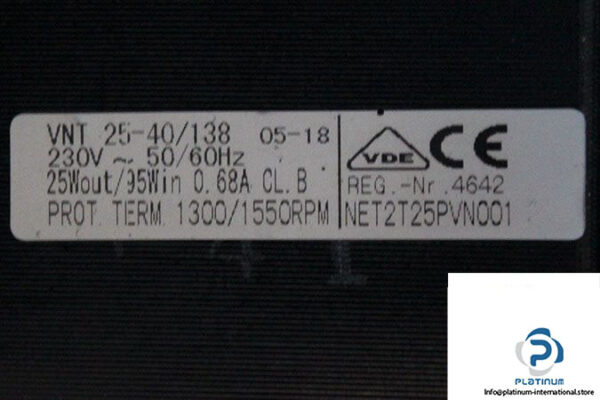 VNT 25-40/138 05-18
230V ~ 50/60Hz
25Wout/95Win 0.68A CL.B
PROT. TERM. 1300/1550RPM
VDE CE
REG.-Nr.4642
NET2T25PVN001
PLATINUM
info@platinum-international.store